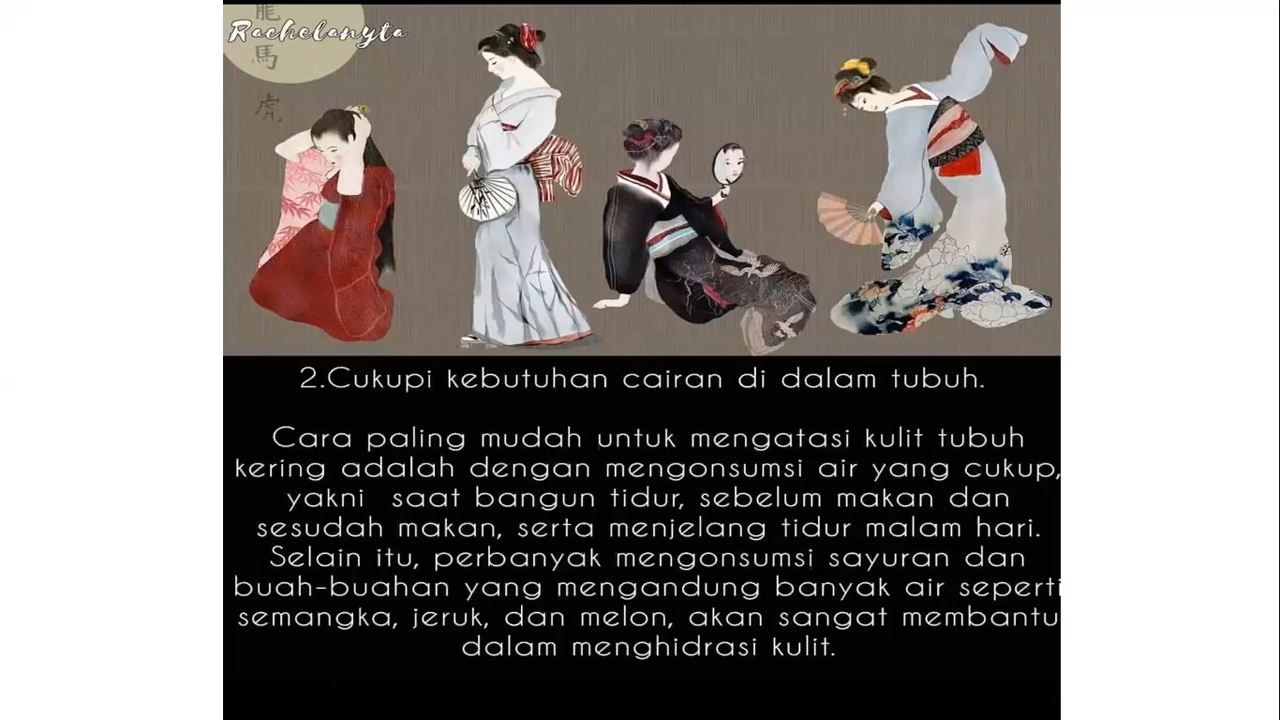 龍
Rachelanyta
馬
虎
2.Cukupi kebutuhan cairan di dalam tubuh.
Cara paling mudah untuk mengatasi kulit tubuh
kering adalah dengan mengonsumsi air yang cukup,
yakni saat bangun tidur, sebelum makan dan
sesudah makan, serta menjelang tidur malam hari.
Selain itu, perbanyak mengonsumsi sayuran dan
buah-buahan yang mengandung banyak air seperti
semangka, jeruk, dan melon, akan sangat membantu
dalam menghidrasi kulit.